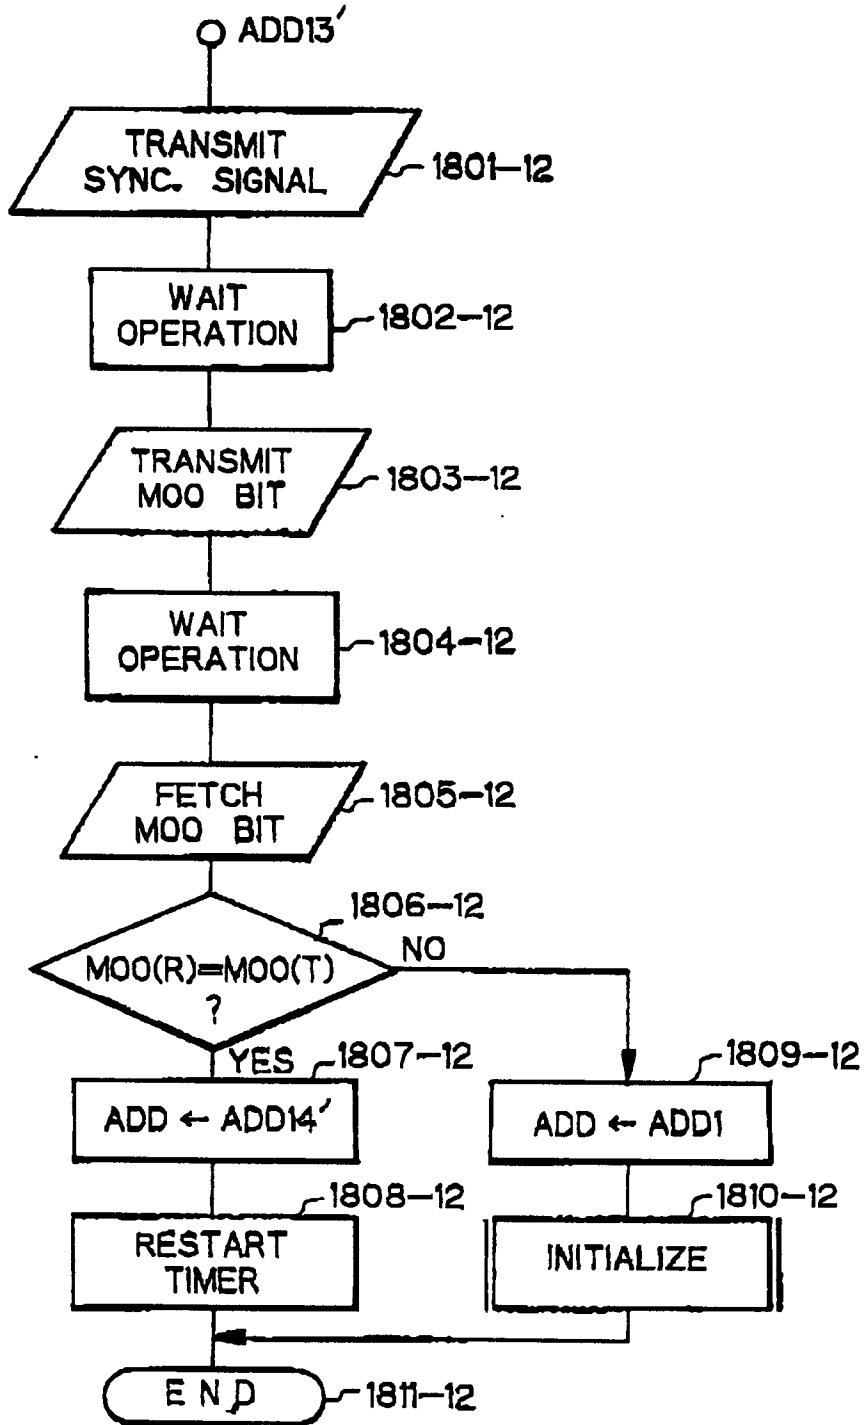 ADD13′
TRANSMIT
SYNC. SIGNAL
1801-12
WAIT
OPERATION
1802-12
TRANSMIT
M00 BIT
1803-12
WAIT
OPERATION
1804-12
FETCH
M00 BIT
1805-12
1806-12
M00(R)=M00(T)
?
NO
YES
1807-12
ADD ← ADD14′
1809-12
ADD ← ADD1
1808-12
RESTART
TIMER
1810-12
INITIALIZE
END
1811-12